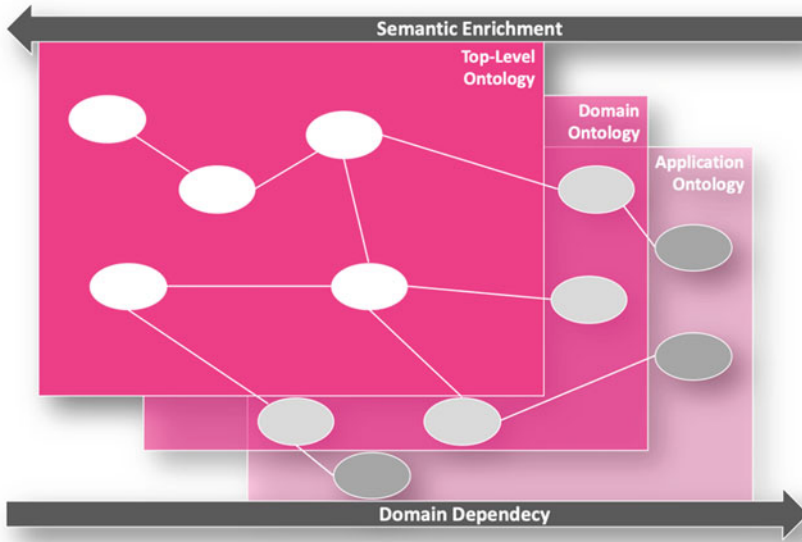 Semantic Enrichment
Top-Level
Ontology
Domain
Ontology
Application
Ontology
Domain Dependecy